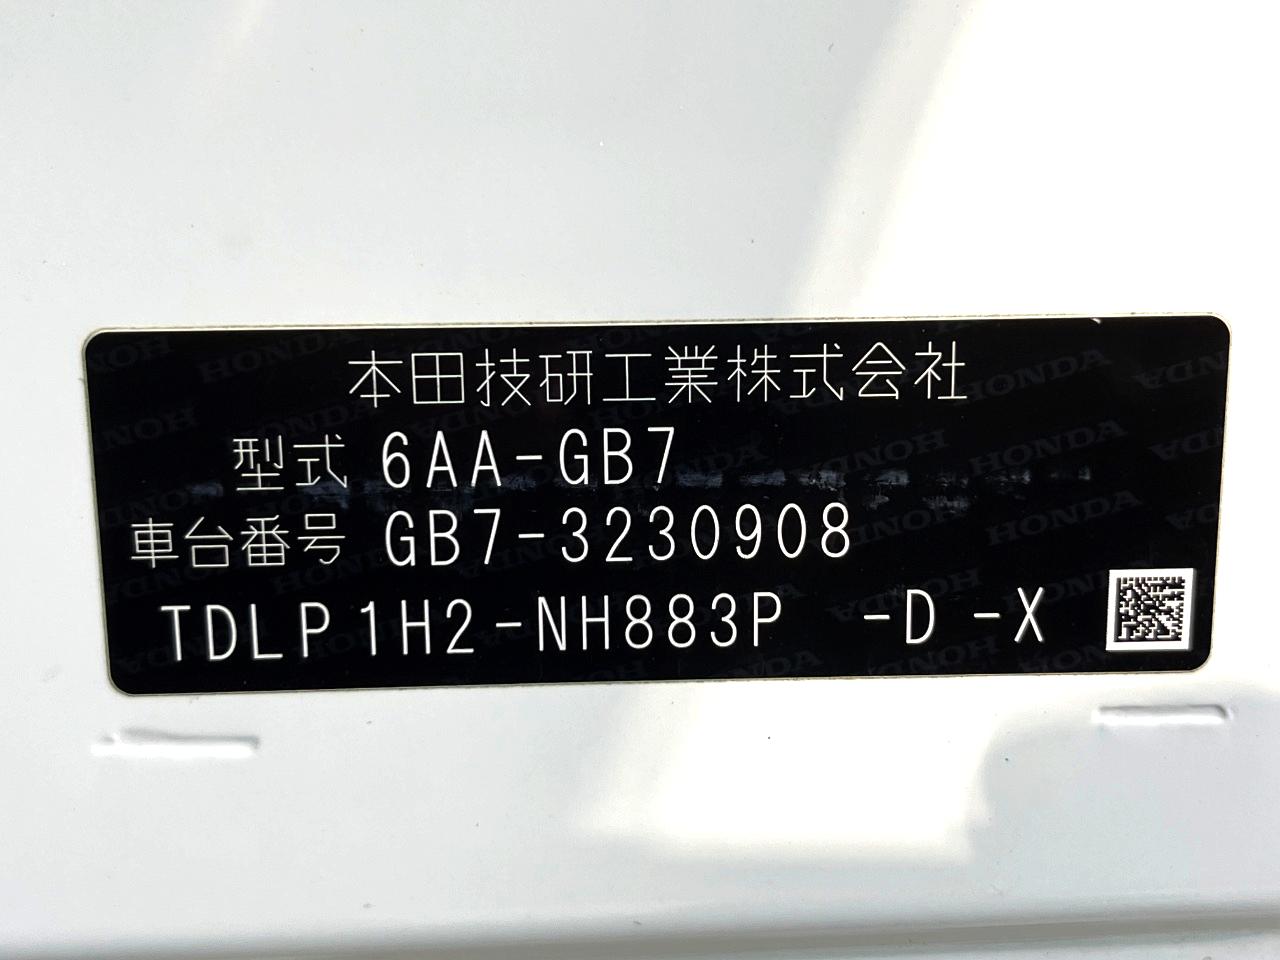 本田技研工業株式会社
型式 6AA-GB7
車台番号 GB7-3230908
TDLP1H2-NH883P -D -X